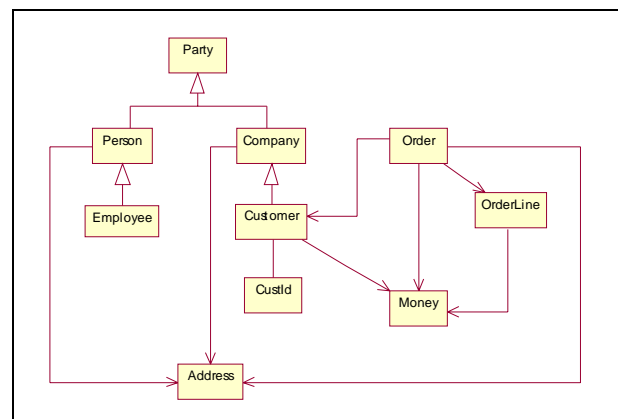 Party
Person
Company
Order
Employee
Customer
OrderLine
CustId
Money
Address